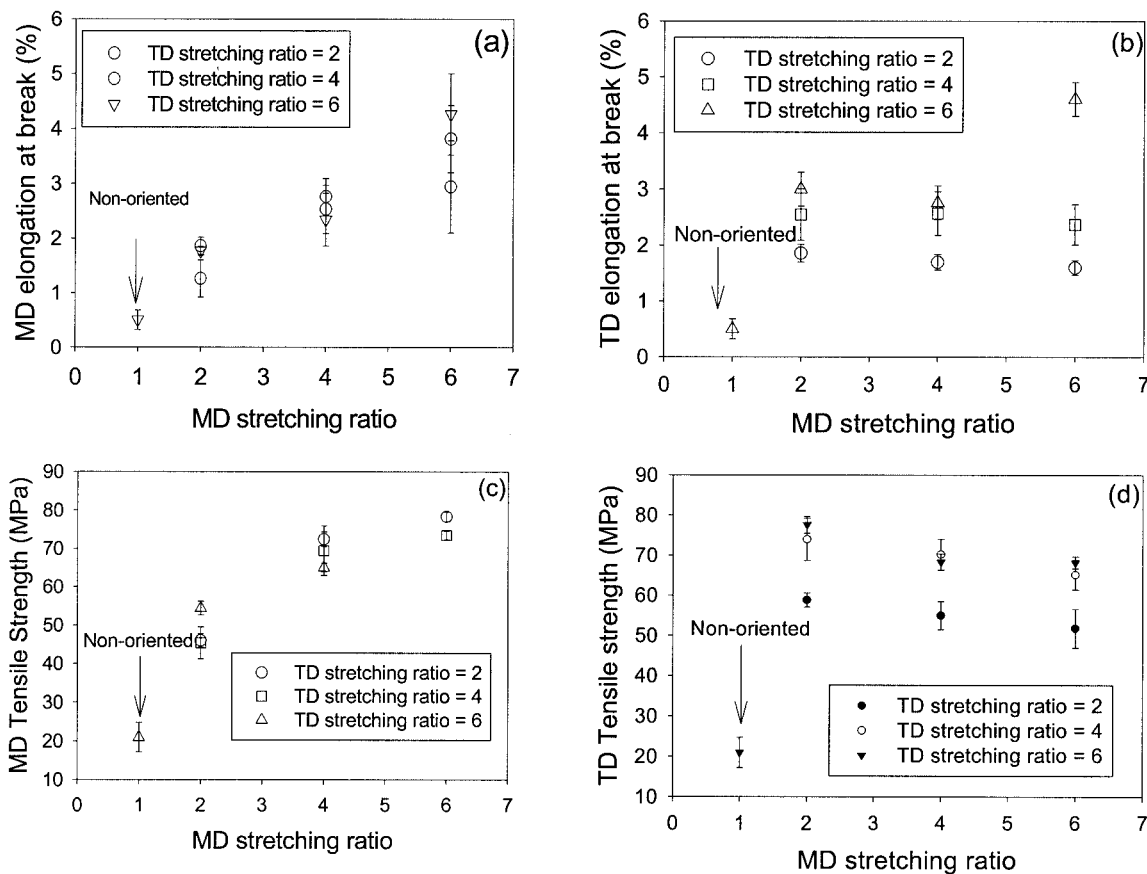 (a)
TD stretching ratio = 2
TD stretching ratio = 4
TD stretching ratio = 6
Non-oriented
MD elongation at break (%)
6
5
4
3
2
1
0
0 1 2 3 4 5 6 7
MD stretching ratio
(b)
TD stretching ratio = 2
TD stretching ratio = 4
TD stretching ratio = 6
Non-oriented
TD elongation at break (%)
6
5
4
3
2
1
0
0 1 2 3 4 5 6 7
MD stretching ratio
(c)
Non-oriented
TD stretching ratio = 2
TD stretching ratio = 4
TD stretching ratio = 6
MD Tensile Strength (MPa)
90
80
70
60
50
40
30
20
10
0 1 2 3 4 5 6 7
MD stretching ratio
(d)
Non-oriented
TD stretching ratio = 2
TD stretching ratio = 4
TD stretching ratio = 6
TD Tensile strength (MPa)
90
80
70
60
50
40
30
20
10
0 1 2 3 4 5 6 7
MD stretching ratio